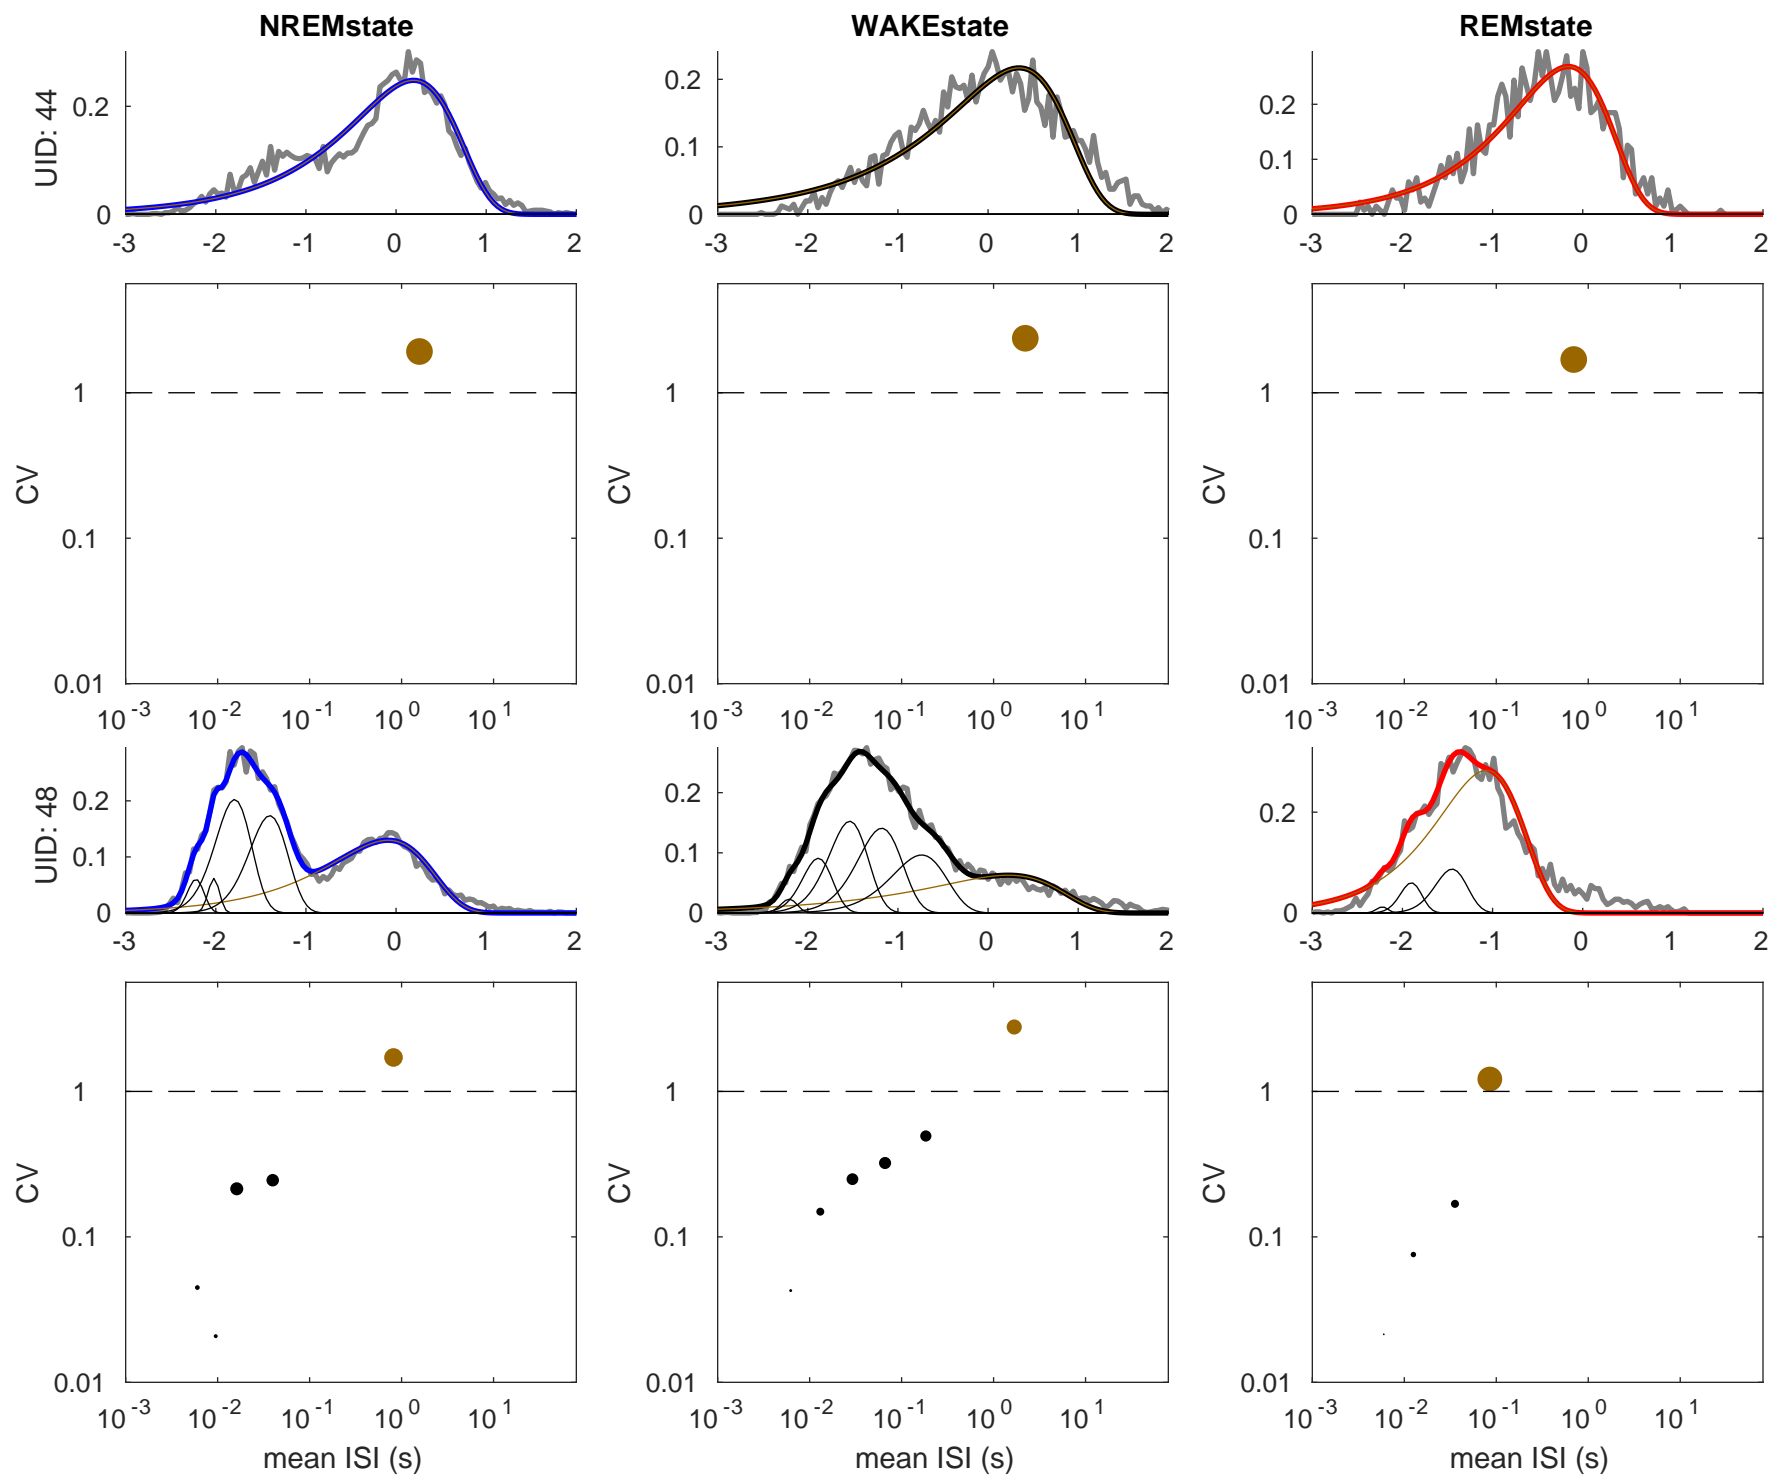 NREMstate WAKEstate REMstate
UID: 44
0.2 0.2 0.2
0.1 0.1
0 0 0
-3 -2 -1 0 1 2 -3 -2 -1 0 1 2 -3 -2 -1 0 1 2
CV CV CV
1 1 1
0.1 0.1 0.1
0.01 0.01 0.01
10^-3 10^-2 10^-1 10^0 10^1 10^-3 10^-2 10^-1 10^0 10^1 10^-3 10^-2 10^-1 10^0 10^1
UID: 48
0.2 0.2 0.2
0.1 0.1
0 0 0
-3 -2 -1 0 1 2 -3 -2 -1 0 1 2 -3 -2 -1 0 1 2
CV CV CV
1 1 1
0.1 0.1 0.1
0.01 0.01 0.01
10^-3 10^-2 10^-1 10^0 10^1 10^-3 10^-2 10^-1 10^0 10^1 10^-3 10^-2 10^-1 10^0 10^1
mean ISI (s) mean ISI (s) mean ISI (s)